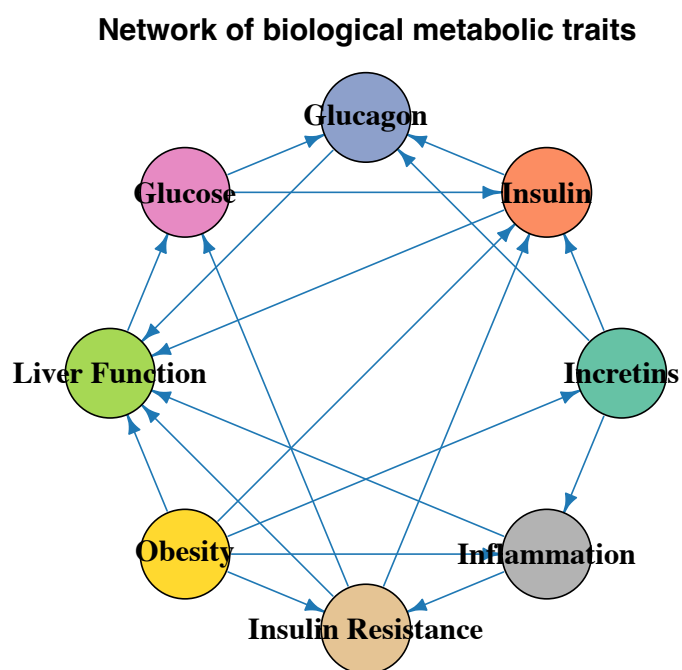 Network of biological metabolic traits
Glucagon
Glucose
Insulin
Liver Function
Incretins
Obesity
Inflammation
Insulin Resistance